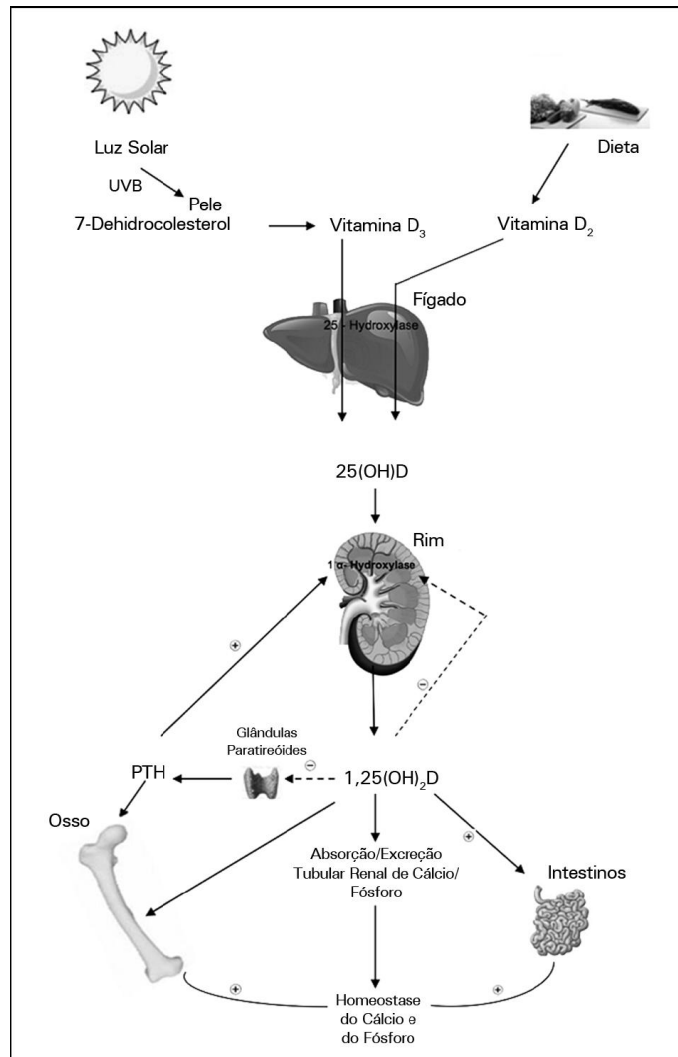 Luz Solar
Dieta
UVB
Pele
7-Dehidrocolesterol
Vitamina D3
Vitamina D2
Fígado
25 - Hydroxylase
25(OH)D
Rim
1 α- Hydroxylase
+
−
Glândulas
Paratireóides
−
PTH
1,25(OH)2D
+
Osso
Absorção/Excreção
Tubular Renal de Cálcio/
Fósforo
Intestinos
+
+
Homeostase
do Cálcio e
do Fósforo